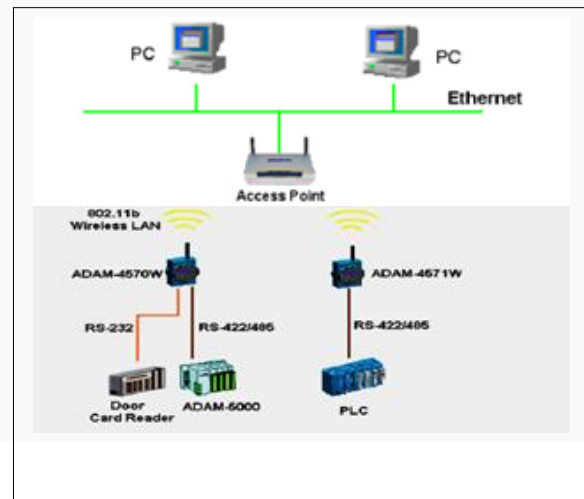 PC
PC
Ethernet
Access Point
802.11b
Wireless LAN
ADAM-4570W
ADAM-4571W
RS-232
RS-422/485
RS-422/485
Door
Card Reader
ADAM-5000
PLC